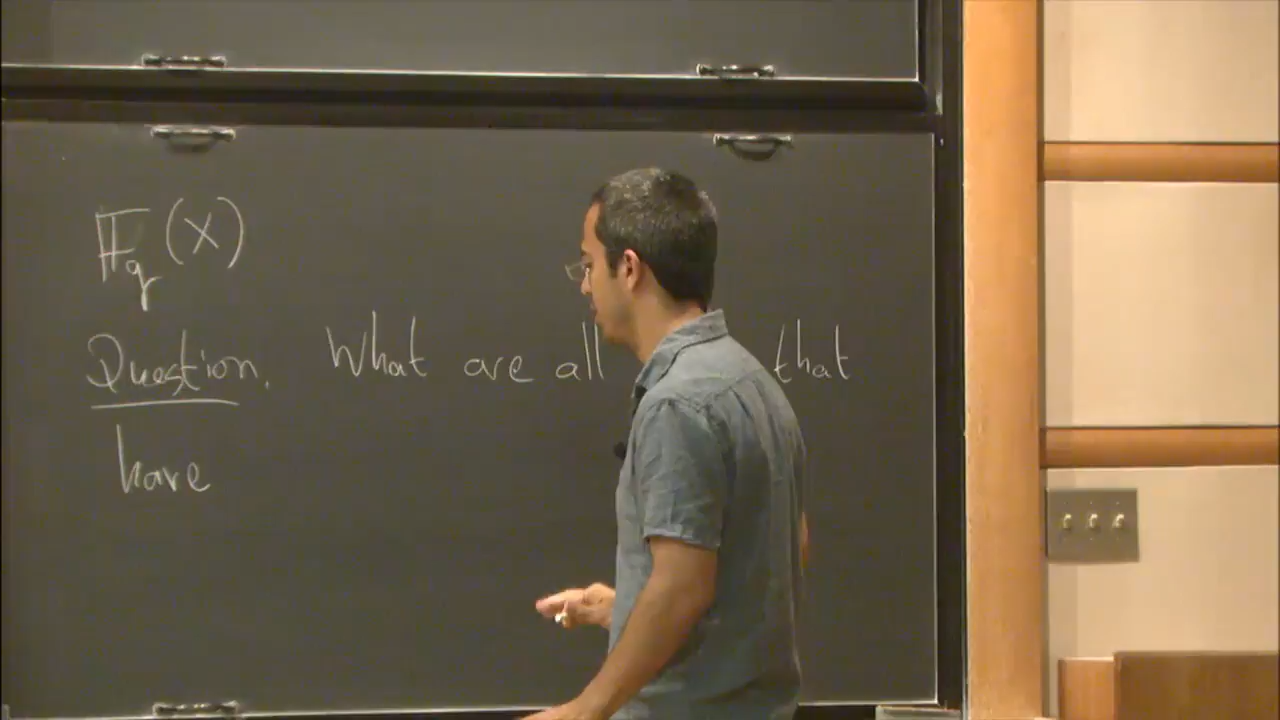 𝔽q(X)
Question. What are all that
have